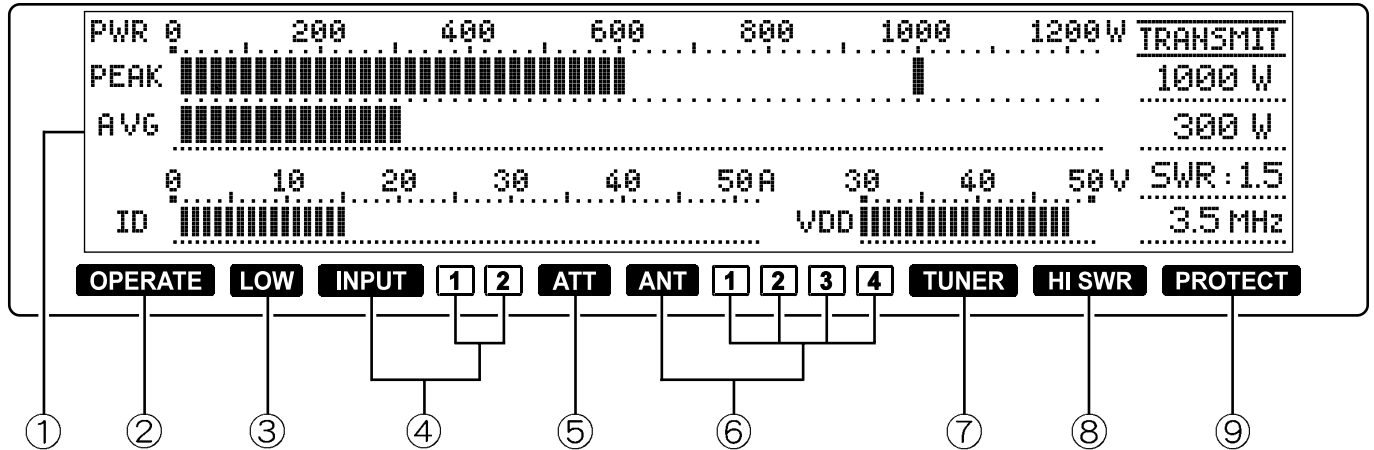 PWR 0 200 400 600 800 1000 1200 W TRANSMIT
PEAK 1000 W
AVG 300 W
0 10 20 30 40 50 A 30 40 50 V SWR : 1.5
ID VDD 3.5 MHz
OPERATE LOW INPUT 1 2 ATT ANT 1 2 3 4 TUNER HI SWR PROTECT
① ② ③ ④ ⑤ ⑥ ⑦ ⑧ ⑨